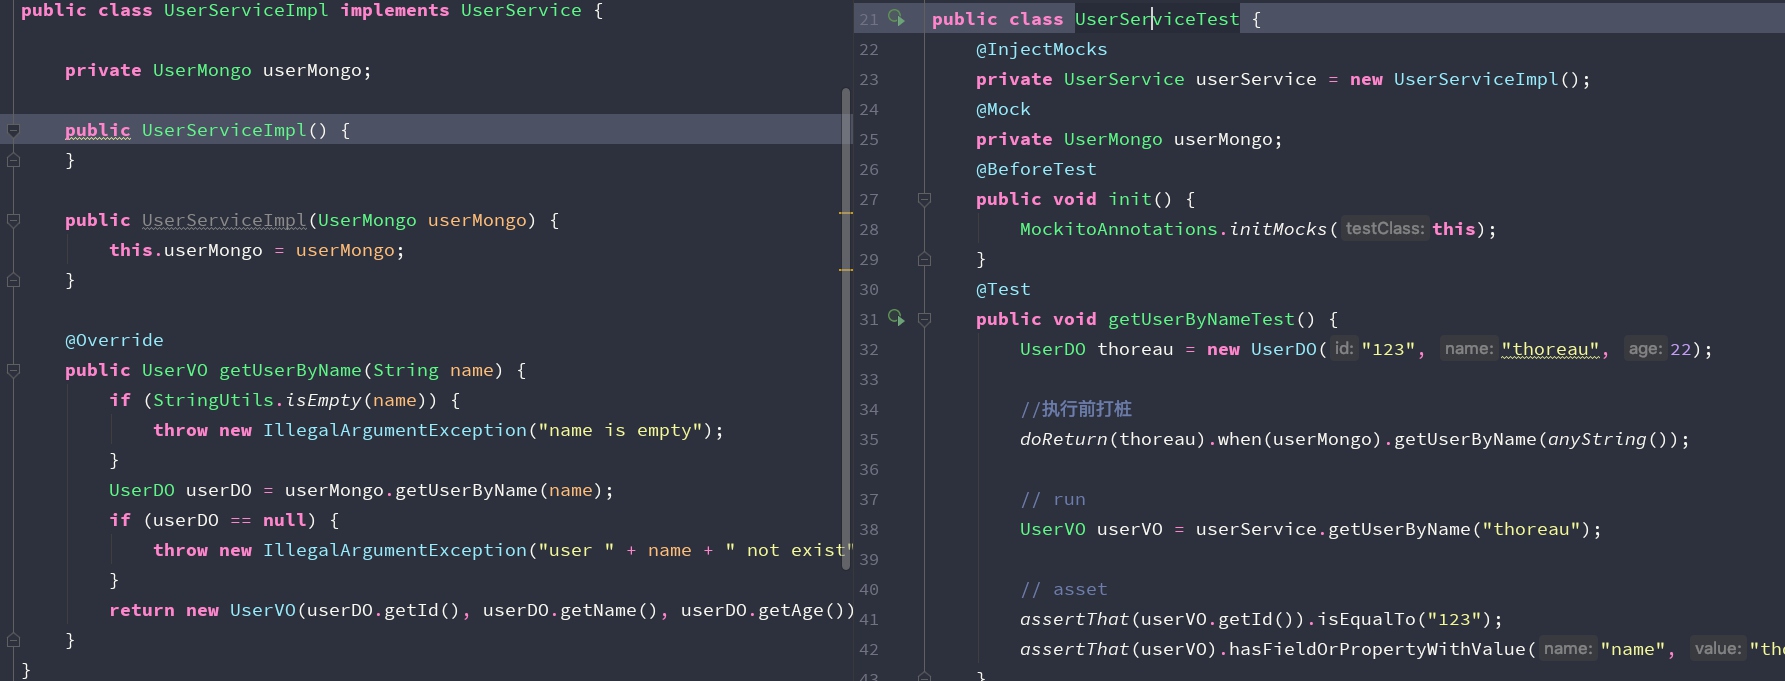 public class UserServiceImpl implements UserService {
private UserMongo userMongo;
public UserServiceImpl() {
}
public UserServiceImpl(UserMongo userMongo) {
this.userMongo = userMongo;
}
@Override
public UserVO getUserByName(String name) {
if (StringUtils.isEmpty(name)) {
throw new IllegalArgumentException("name is empty");
}
UserDO userDO = userMongo.getUserByName(name);
if (userDO == null) {
throw new IllegalArgumentException("user " + name + " not exist"
}
return new UserVO(userDO.getId(), userDO.getName(), userDO.getAge())
}
}
21 public class UserServiceTest {
22 @InjectMocks
23 private UserService userService = new UserServiceImpl();
24 @Mock
25 private UserMongo userMongo;
26 @BeforeTest
27 public void init() {
28 MockitoAnnotations.initMocks( testClass: this);
29 }
30 @Test
31 public void getUserByNameTest() {
32 UserDO thoreau = new UserDO( id: "123", name: "thoreau", age: 22);
33
34 //执行前打桩
35 doReturn(thoreau).when(userMongo).getUserByName(anyString());
36
37 // run
38 UserVO userVO = userService.getUserByName("thoreau");
39
40 // asset
41 assertThat(userVO.getId()).isEqualTo("123");
42 assertThat(userVO).hasFieldOrPropertyWithValue( name: "name", value: "tho
43 }